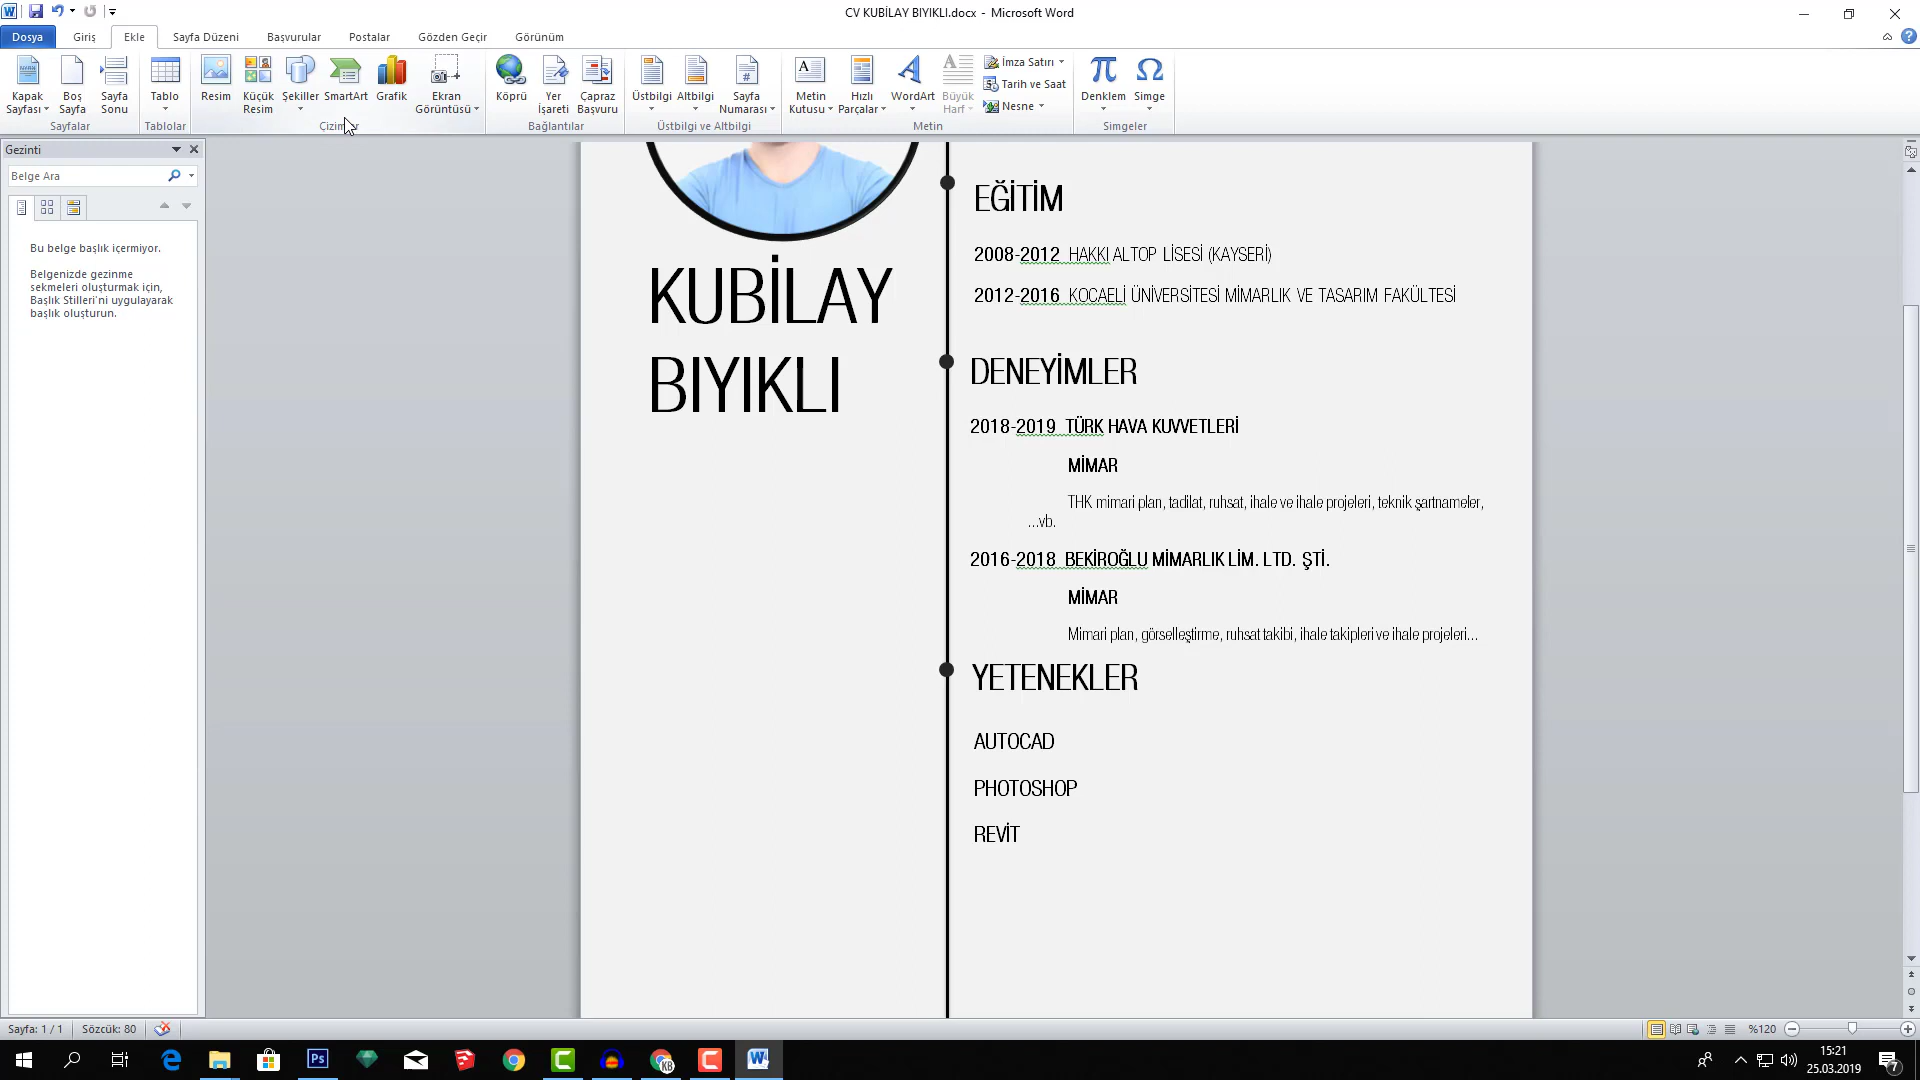 CV KUBİLAY BIYIKLI.docx - Microsoft Word
Dosya Giriş Ekle Sayfa Düzeni Başvurular Postalar Gözden Geçir Görünüm
Kapak Sayfası Boş Sayfa Sayfa Sonu Tablo Resim Küçük Resim Şekiller SmartArt Grafik Ekran Görüntüsü Köprü Yer İşareti Çapraz Başvuru Üstbilgi Altbilgi Sayfa Numarası Metin Kutusu Hızlı Parçalar WordArt Büyük Harf İmza Satırı Tarih ve Saat Nesne Denklem Simge
Sayfalar Tablolar Bağlantılar Üstbilgi ve Altbilgi Metin Simgeler
Gezinti
Belge Ara
Bu belge başlık içermiyor.
Belgenizde gezinme
sekmeleri oluşturmak için,
Başlık Stilleri'ni uygulayarak
başlık oluşturun.
KUBİLAY
BIYIKLI
EĞİTİM
2008-2012 HAKKI ALTOP LİSESİ (KAYSERİ)
2012-2016 KOCAELİ ÜNİVERSİTESİ MİMARLIK VE TASARIM FAKÜLTESİ
DENEYİMLER
2018-2019 TÜRK HAVA KUVVETLERİ
MİMAR
THK mimari plan, tadilat, ruhsat, ihale ve ihale projeleri, teknik şartnameler,
...vb.
2016-2018 BEKİROĞLU MİMARLIK LİM. LTD. ŞTİ.
MİMAR
Mimari plan, görselleştirme, ruhsat takibi, ihale takipleri ve ihale projeleri...
YETENEKLER
AUTOCAD
PHOTOSHOP
REVİT
Sayfa: 1 / 1 Sözcük: 80 %120
Ps KB 15:21
25.03.2019 7